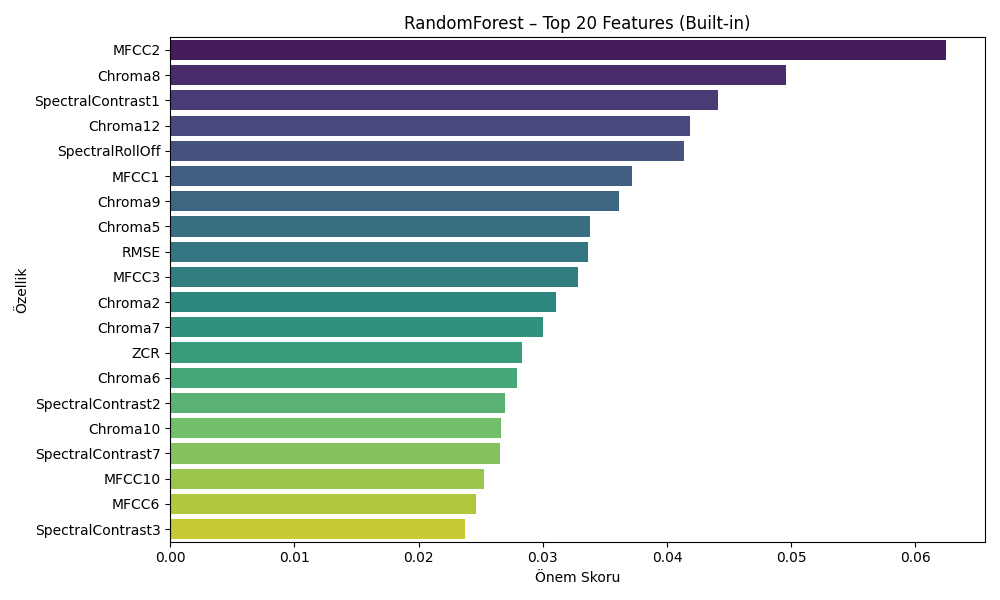 RandomForest – Top 20 Features (Built-in)
MFCC2
Chroma8
SpectralContrast1
Chroma12
SpectralRollOff
MFCC1
Chroma9
Chroma5
RMSE
MFCC3
Chroma2
Chroma7
ZCR
Chroma6
SpectralContrast2
Chroma10
SpectralContrast7
MFCC10
MFCC6
SpectralContrast3
Özellik
0.00 0.01 0.02 0.03 0.04 0.05 0.06
Önem Skoru